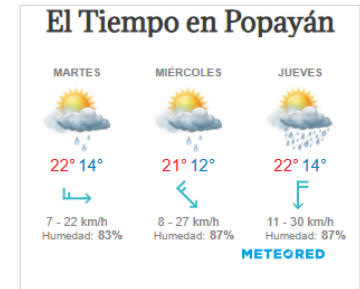 El Tiempo en Popayán
MARTES MIÉRCOLES JUEVES
22° 14° 21° 12° 22° 14°
7 - 22 km/h 8 - 27 km/h 11 - 30 km/h
Humedad: 83% Humedad: 87% Humedad: 87%
METEORED